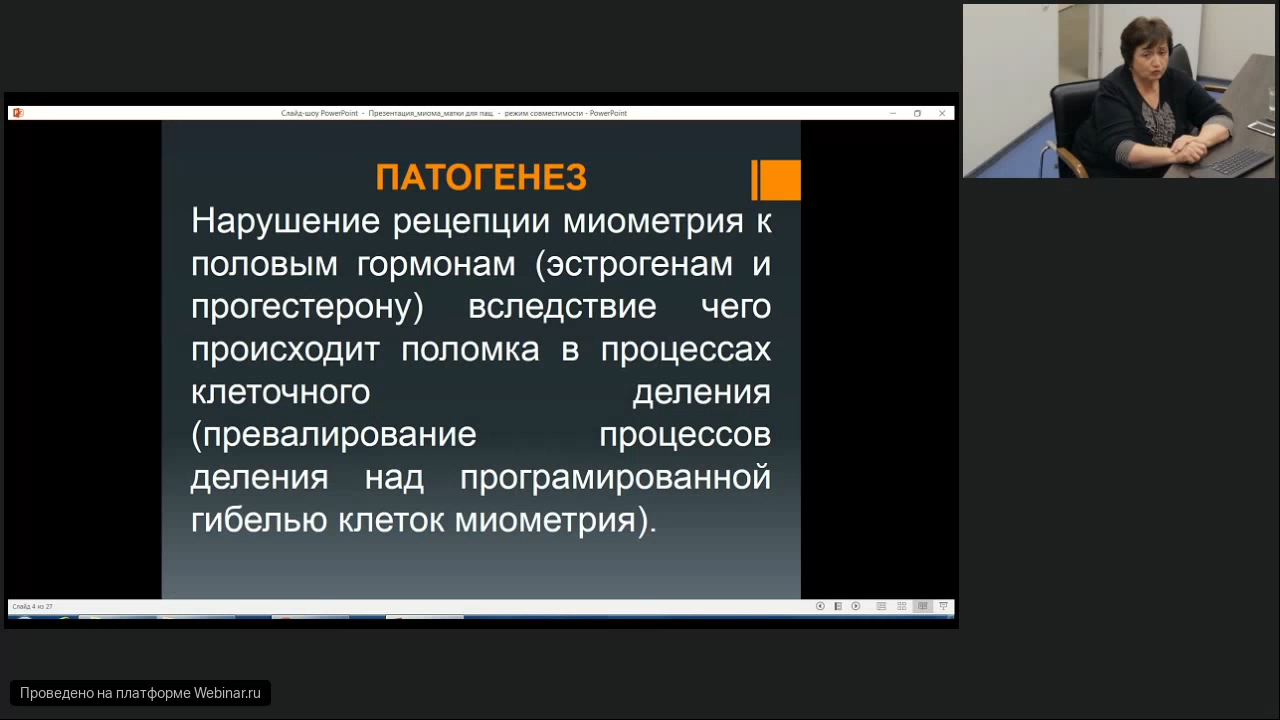 Слайд-шоу PowerPoint - Презентация_миома_матки для пац. - режим совместимости - PowerPoint
ПАТОГЕНЕЗ
Нарушение рецепции миометрия к
половым гормонам (эстрогенам и
прогестерону) вследствие чего
происходит поломка в процессах
клеточного деления
(превалирование процессов
деления над програмированной
гибелью клеток миометрия).
Слайд 4 из 27
Проведено на платформе Webinar.ru